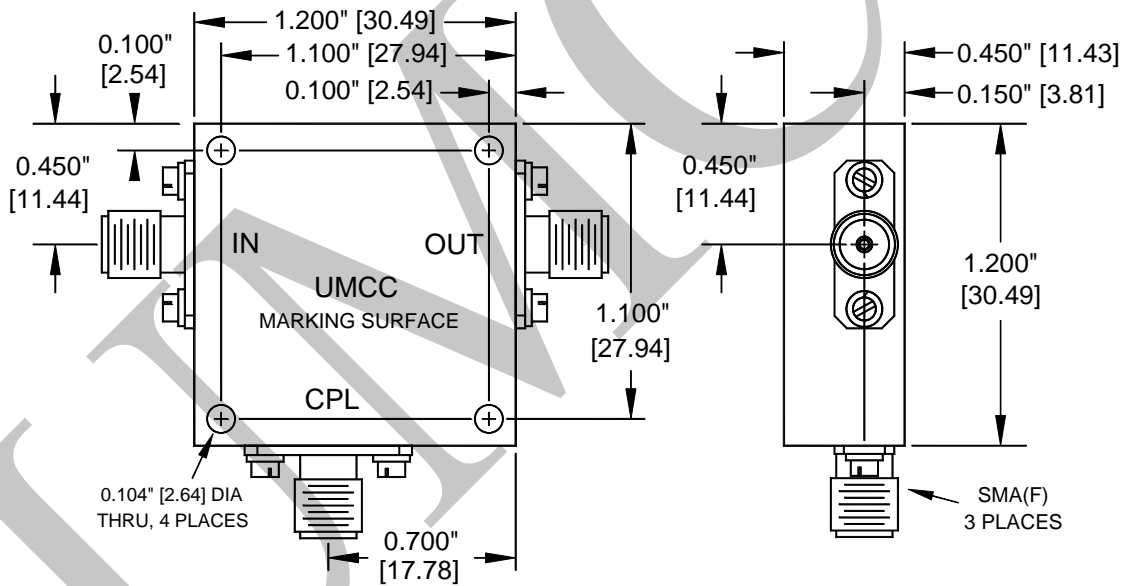 1.200" [30.49]
1.100" [27.94]
0.100" [2.54]
0.100"
[2.54]
0.450"
[11.44]
IN
OUT
UMCC
MARKING SURFACE
CPL
1.100"
[27.94]
0.104" [2.64] DIA
THRU, 4 PLACES
0.700"
[17.78]
0.450" [11.43]
0.150" [3.81]
0.450"
[11.44]
1.200"
[30.49]
SMA(F)
3 PLACES
UMC